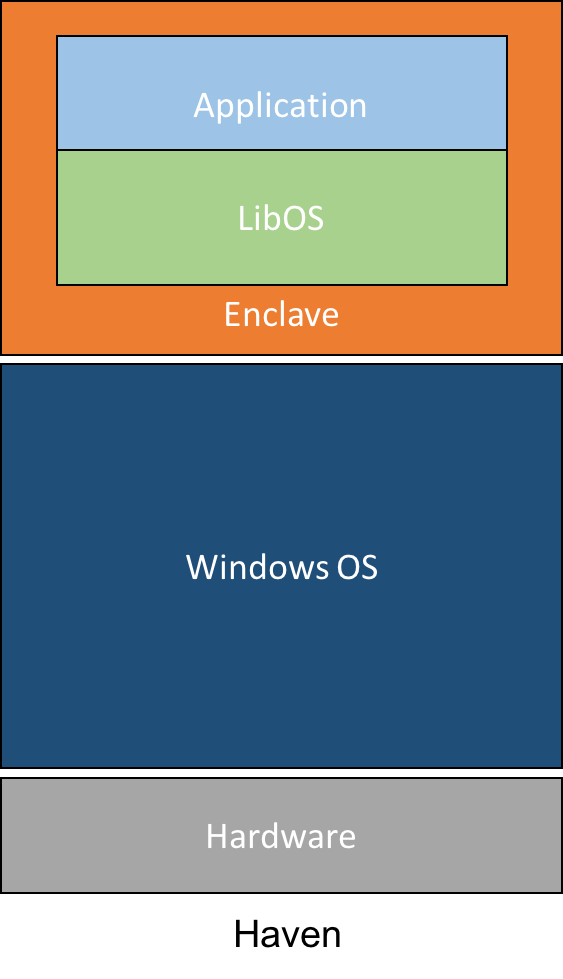 Application
LibOS
Enclave
Windows OS
Hardware
Haven